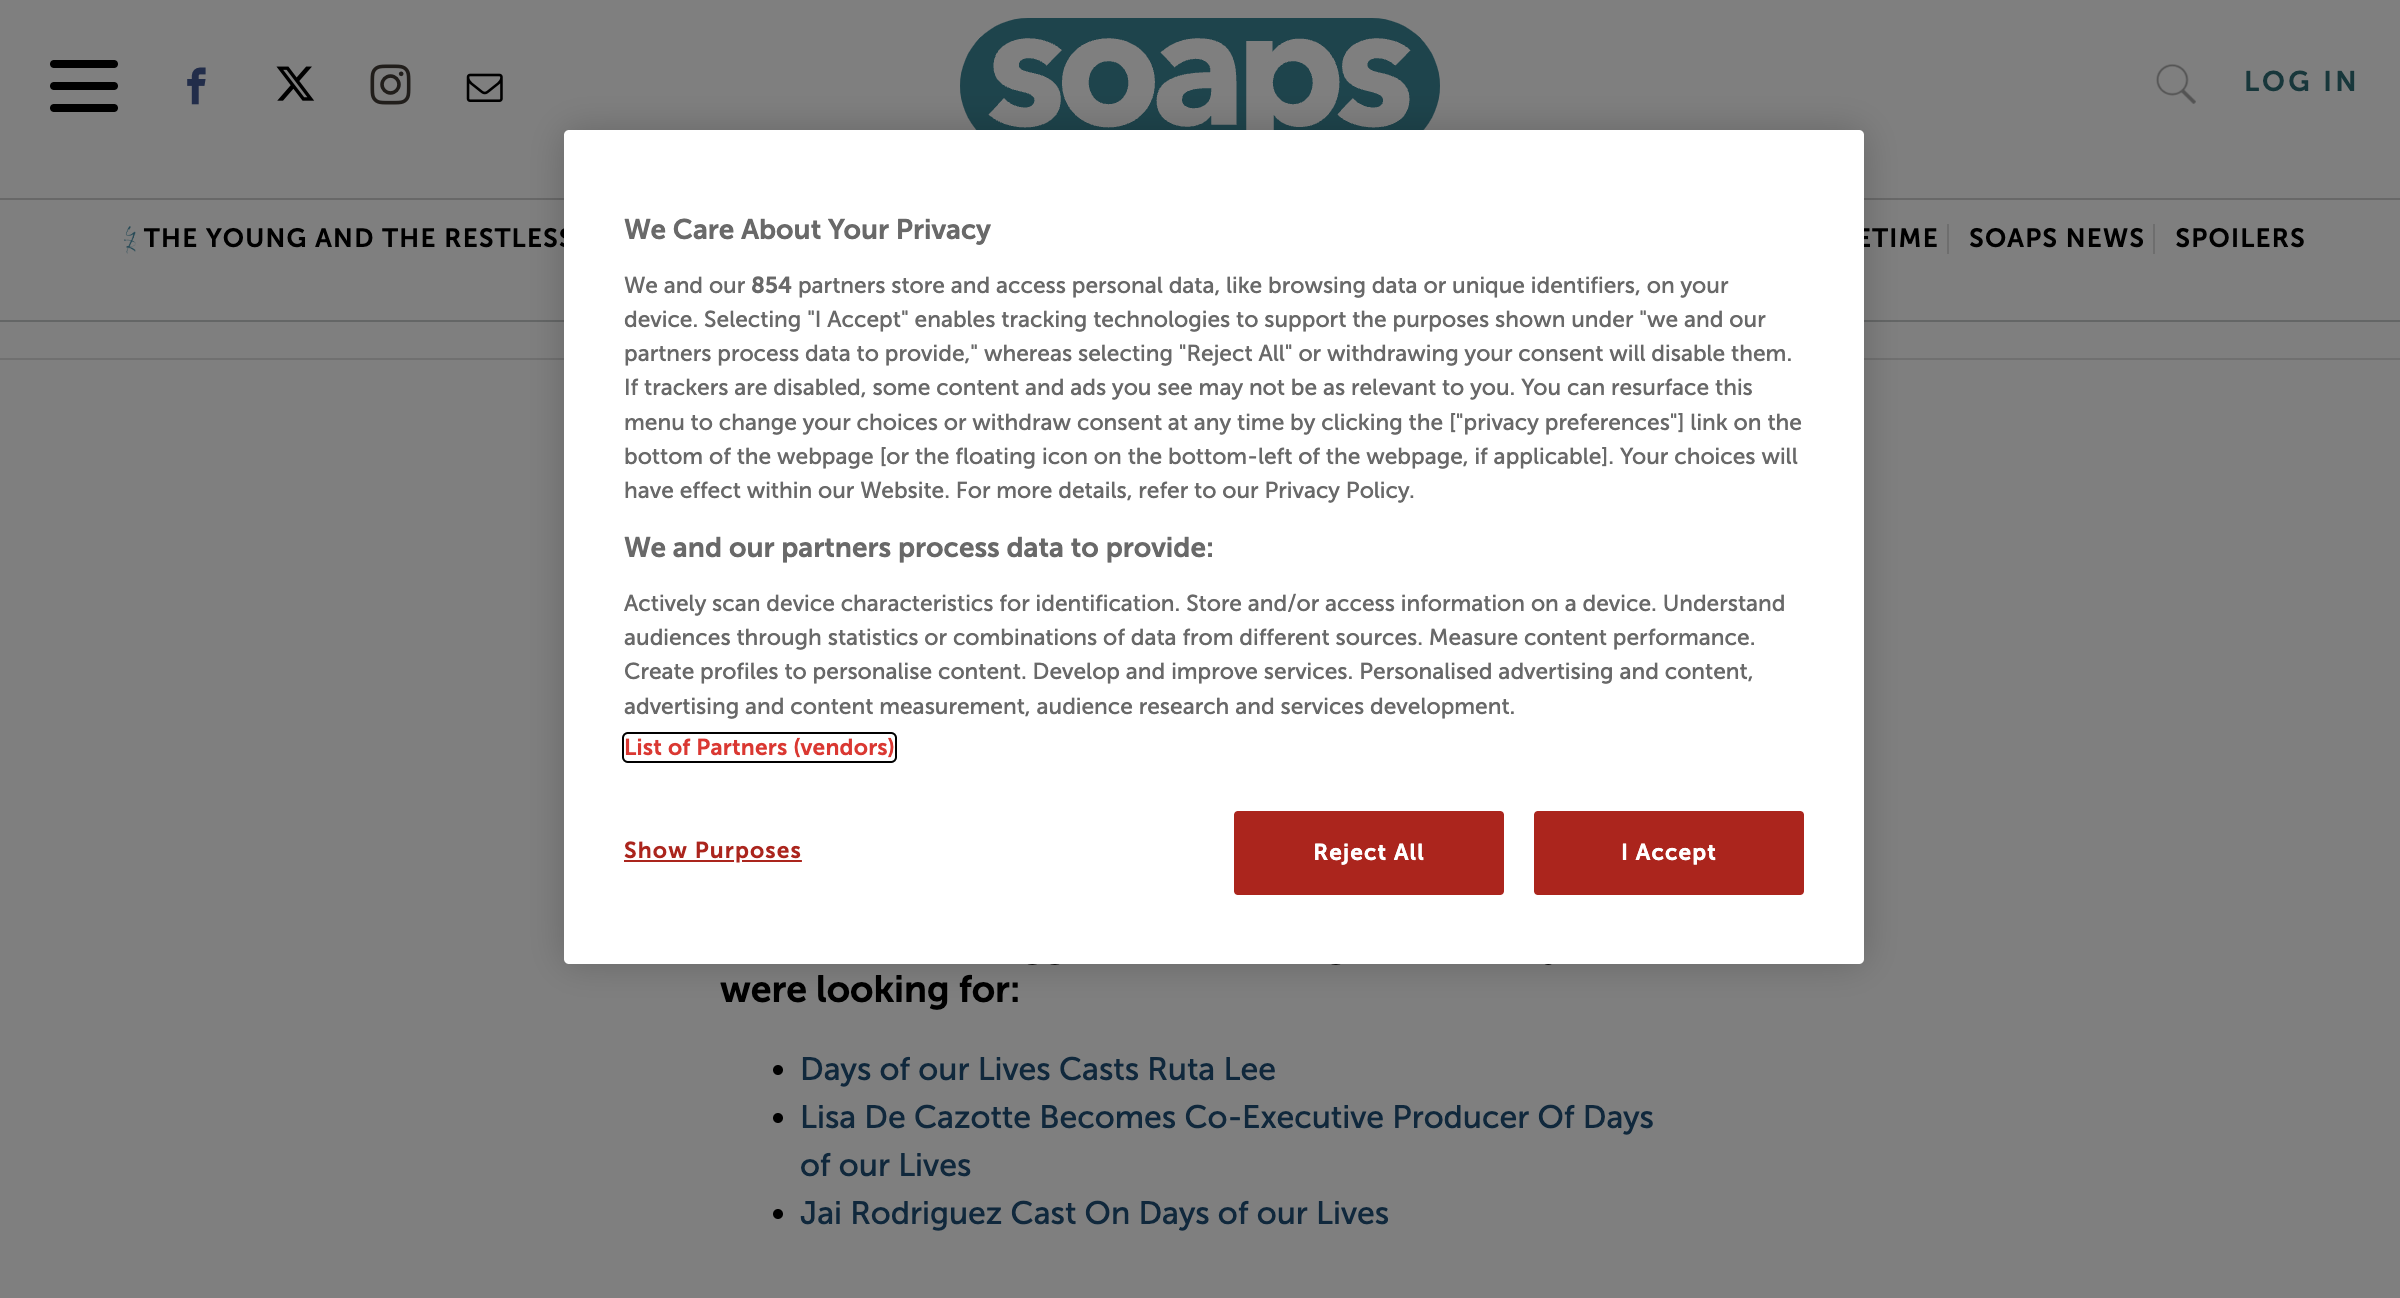 soaps
LOG IN
THE YOUNG AND THE RESTLESS
SOAPS NEWS
SPOILERS
We Care About Your Privacy
We and our 854 partners store and access personal data, like browsing data or unique identifiers, on your
device. Selecting "I Accept" enables tracking technologies to support the purposes shown under "we and our
partners process data to provide," whereas selecting "Reject All" or withdrawing your consent will disable them.
If trackers are disabled, some content and ads you see may not be as relevant to you. You can resurface this
menu to change your choices or withdraw consent at any time by clicking the ["privacy preferences"] link on the
bottom of the webpage [or the floating icon on the bottom-left of the webpage, if applicable]. Your choices will
have effect within our Website. For more details, refer to our Privacy Policy.
We and our partners process data to provide:
Actively scan device characteristics for identification. Store and/or access information on a device. Understand
audiences through statistics or combinations of data from different sources. Measure content performance.
Create profiles to personalise content. Develop and improve services. Personalised advertising and content,
advertising and content measurement, audience research and services development.
List of Partners (vendors)
Show Purposes
Reject All
I Accept
were looking for:
Days of our Lives Casts Ruta Lee
Lisa De Cazotte Becomes Co-Executive Producer Of Days
of our Lives
Jai Rodriguez Cast On Days of our Lives